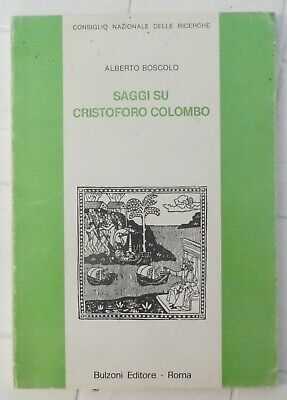 CONSIGLIO NAZIONALE DELLE RICERCHE
ALBERTO BOSCOLO
SAGGI SU
CRISTOFORO COLOMBO
Bulzoni Editore - Roma